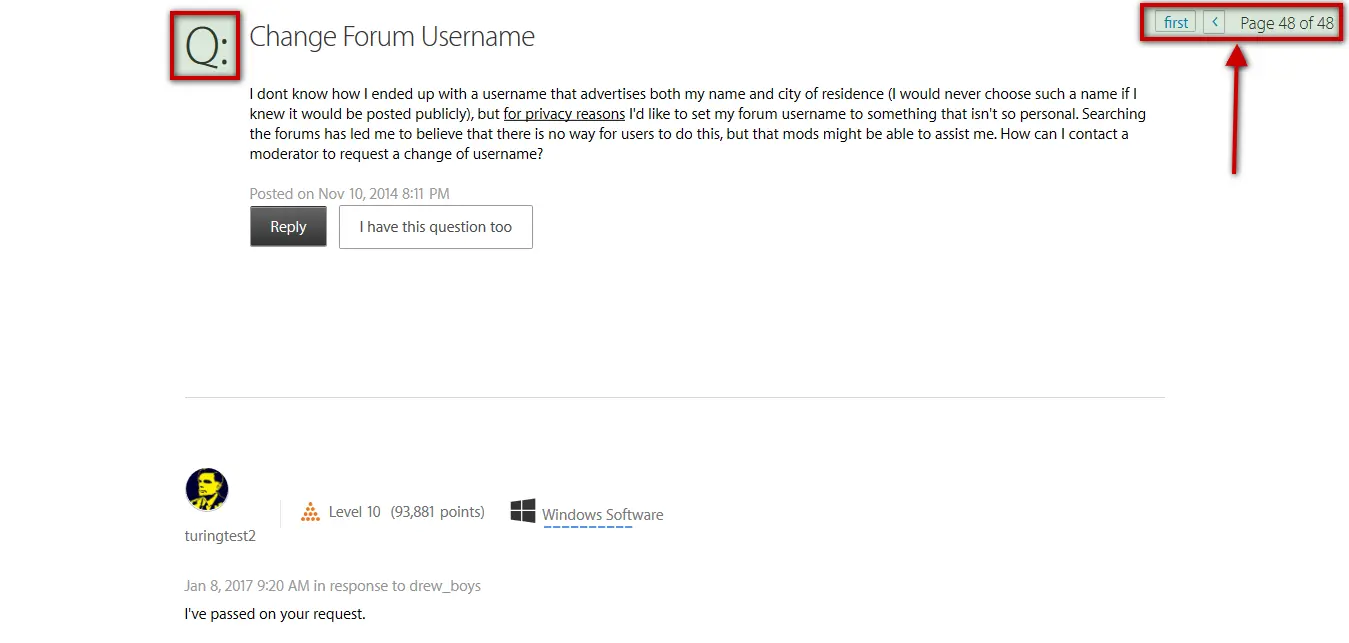 Q: Change Forum Username
first < Page 48 of 48
I dont know how I ended up with a username that advertises both my name and city of residence (I would never choose such a name if I
knew it would be posted publicly), but for privacy reasons I'd like to set my forum username to something that isn't so personal. Searching
the forums has led me to believe that there is no way for users to do this, but that mods might be able to assist me. How can I contact a
moderator to request a change of username?
Posted on Nov 10, 2014 8:11 PM
Reply I have this question too
Level 10 (93,881 points) Windows Software
turingtest2
Jan 8, 2017 9:20 AM in response to drew_boys
I've passed on your request.